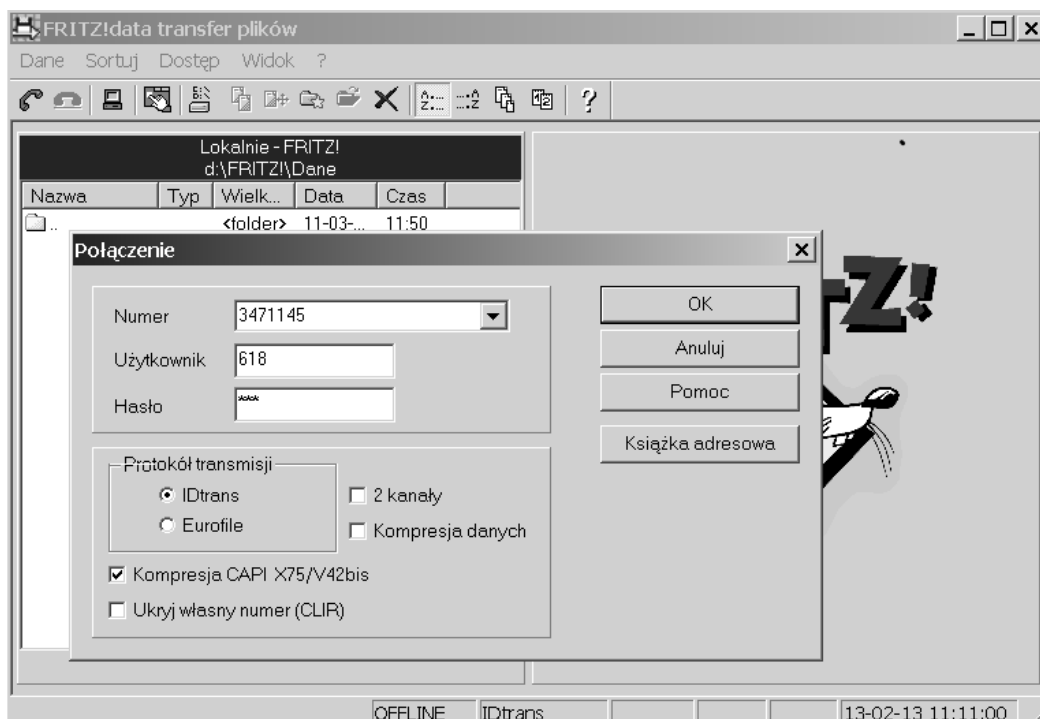 FRITZ!data transfer plików
Dane Sortuj Dostęp Widok ?
Lokalnie - FRITZ!
d:\FRITZ!\Dane
Nazwa Typ Wielk... Data Czas
.. <folder> 11-03-... 11:50
Połączenie
Numer 3471145
Użytkownik 618
Hasło ***
OK
Anuluj
Pomoc
Książka adresowa
Protokół transmisji
IDtrans
Eurofile
2 kanały
Kompresja danych
Kompresja CAPI X75/V42bis
Ukryj własny numer (CLIR)
TZ!
OFFLINE IDtrans 13-02-13 11:11:00